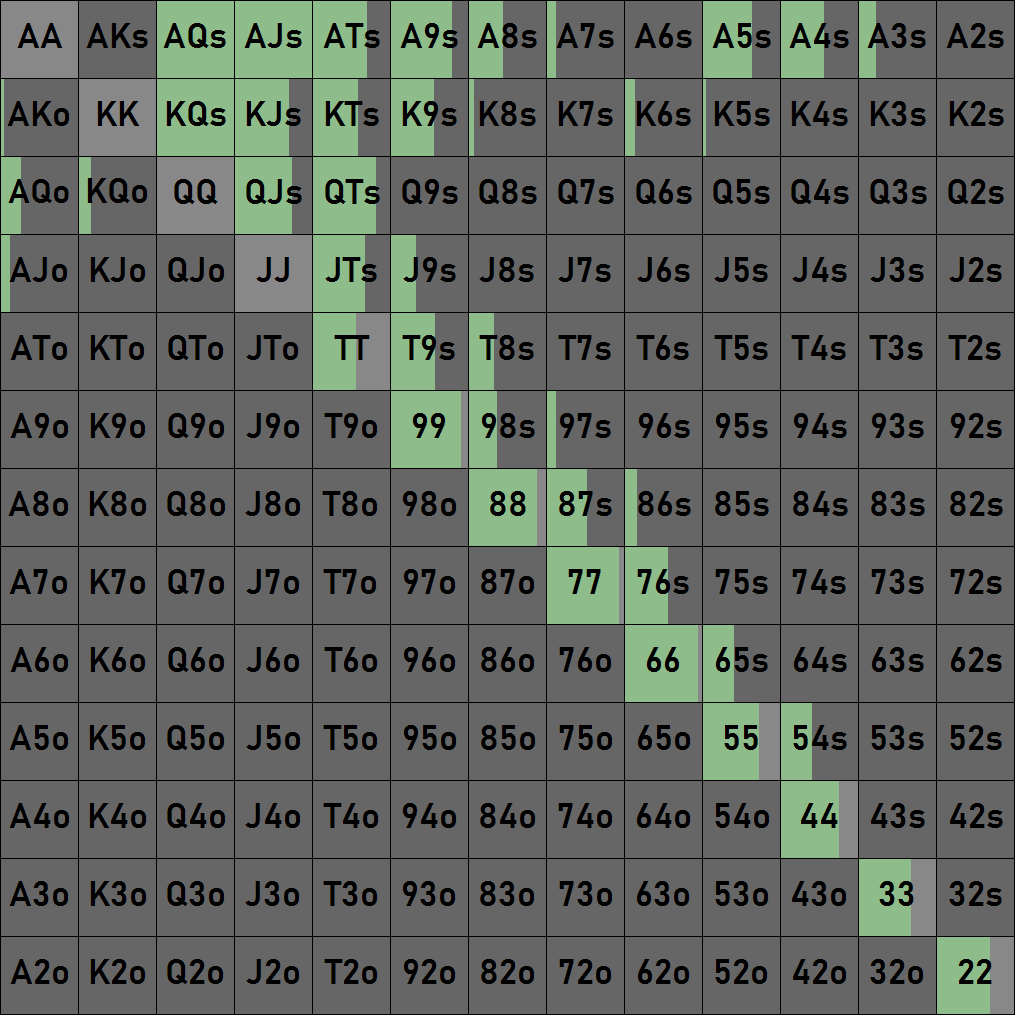 AA AKs AQs AJs ATs A9s A8s A7s A6s A5s A4s A3s A2s
AKo KK KQs KJs KTs K9s K8s K7s K6s K5s K4s K3s K2s
AQo KQo QQ QJs QTs Q9s Q8s Q7s Q6s Q5s Q4s Q3s Q2s
AJo KJo QJo JJ JTs J9s J8s J7s J6s J5s J4s J3s J2s
ATo KTo QTo JTo TT T9s T8s T7s T6s T5s T4s T3s T2s
A9o K9o Q9o J9o T9o 99 98s 97s 96s 95s 94s 93s 92s
A8o K8o Q8o J8o T8o 98o 88 87s 86s 85s 84s 83s 82s
A7o K7o Q7o J7o T7o 97o 87o 77 76s 75s 74s 73s 72s
A6o K6o Q6o J6o T6o 96o 86o 76o 66 65s 64s 63s 62s
A5o K5o Q5o J5o T5o 95o 85o 75o 65o 55 54s 53s 52s
A4o K4o Q4o J4o T4o 94o 84o 74o 64o 54o 44 43s 42s
A3o K3o Q3o J3o T3o 93o 83o 73o 63o 53o 43o 33 32s
A2o K2o Q2o J2o T2o 92o 82o 72o 62o 52o 42o 32o 22